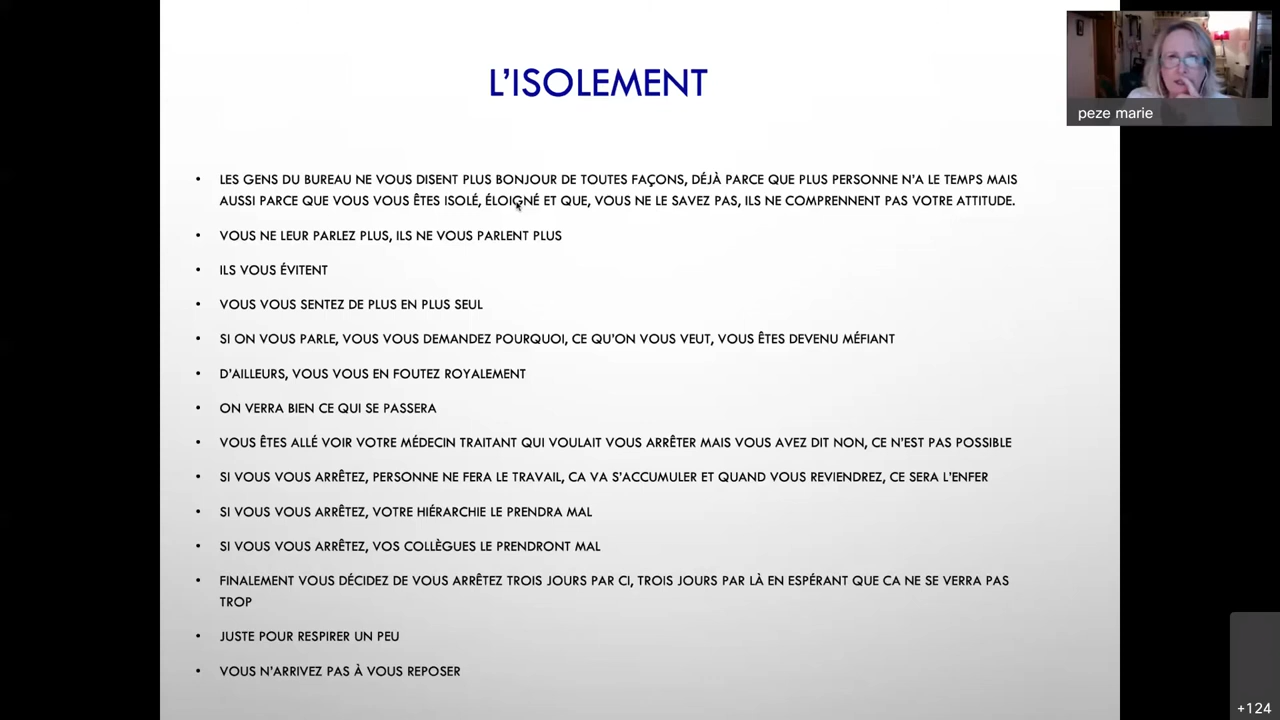 L'ISOLEMENT
peze marie
• LES GENS DU BUREAU NE VOUS DISENT PLUS BONJOUR DE TOUTES FAÇONS, DÉJÀ PARCE QUE PLUS PERSONNE N'A LE TEMPS MAIS
AUSSI PARCE QUE VOUS VOUS ÊTES ISOLÉ, ÉLOIGNÉ ET QUE, VOUS NE LE SAVEZ PAS, ILS NE COMPRENNENT PAS VOTRE ATTITUDE.
• VOUS NE LEUR PARLEZ PLUS, ILS NE VOUS PARLENT PLUS
• ILS VOUS ÉVITENT
• VOUS VOUS SENTEZ DE PLUS EN PLUS SEUL
• SI ON VOUS PARLE, VOUS VOUS DEMANDEZ POURQUOI, CE QU'ON VOUS VEUT, VOUS ÊTES DEVENU MÉFIANT
• D'AILLEURS, VOUS VOUS EN FOUTEZ ROYALEMENT
• ON VERRA BIEN CE QUI SE PASSERA
• VOUS ÊTES ALLÉ VOIR VOTRE MÉDECIN TRAITANT QUI VOULAIT VOUS ARRÊTER MAIS VOUS AVEZ DIT NON, CE N'EST PAS POSSIBLE
• SI VOUS VOUS ARRÊTEZ, PERSONNE NE FERA LE TRAVAIL, CA VA S'ACCUMULER ET QUAND VOUS REVIENDREZ, CE SERA L'ENFER
• SI VOUS VOUS ARRÊTEZ, VOTRE HIÉRARCHIE LE PRENDRA MAL
• SI VOUS VOUS ARRÊTEZ, VOS COLLÈGUES LE PRENDRONT MAL
• FINALEMENT VOUS DÉCIDEZ DE VOUS ARRÊTEZ TROIS JOURS PAR CI, TROIS JOURS PAR LÀ EN ESPÉRANT QUE CA NE SE VERRA PAS
TROP
• JUSTE POUR RESPIRER UN PEU
• VOUS N'ARRIVEZ PAS À VOUS REPOSER
+124